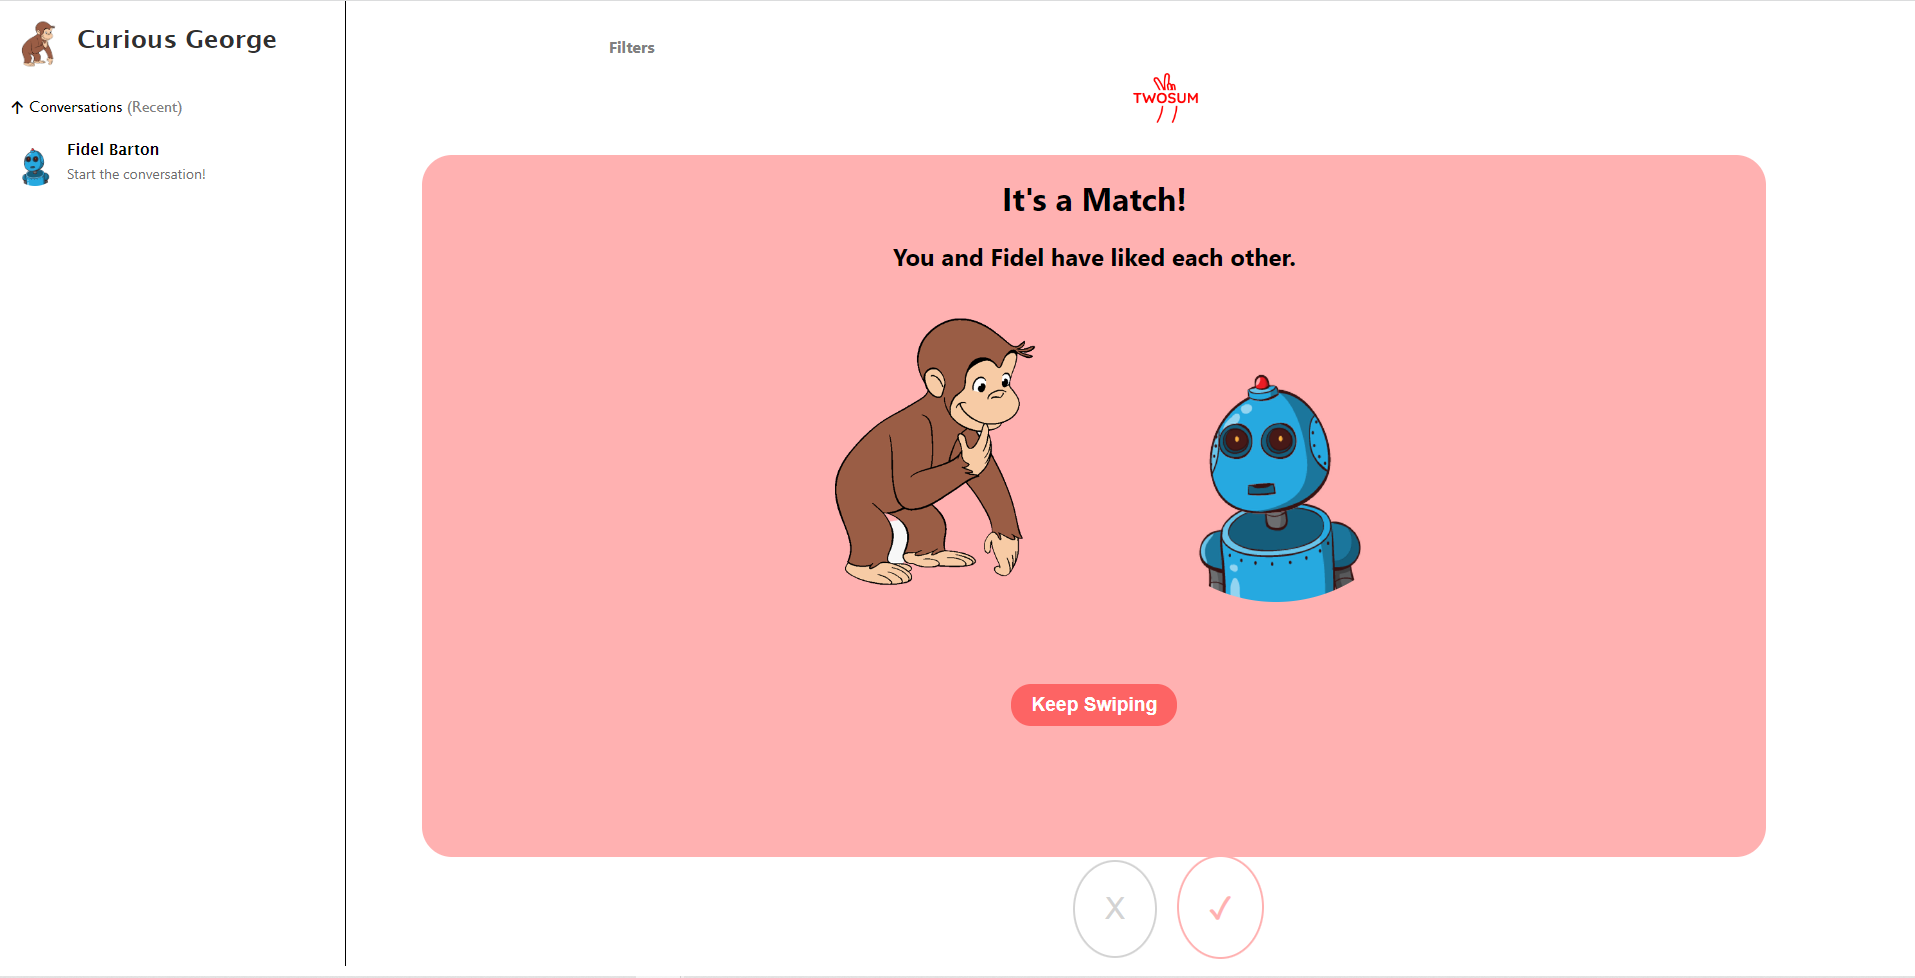 Curious George
Conversations (Recent)
Fidel Barton
Start the conversation!
Filters
TWOSUM
It's a Match!
You and Fidel have liked each other.
Keep Swiping
X